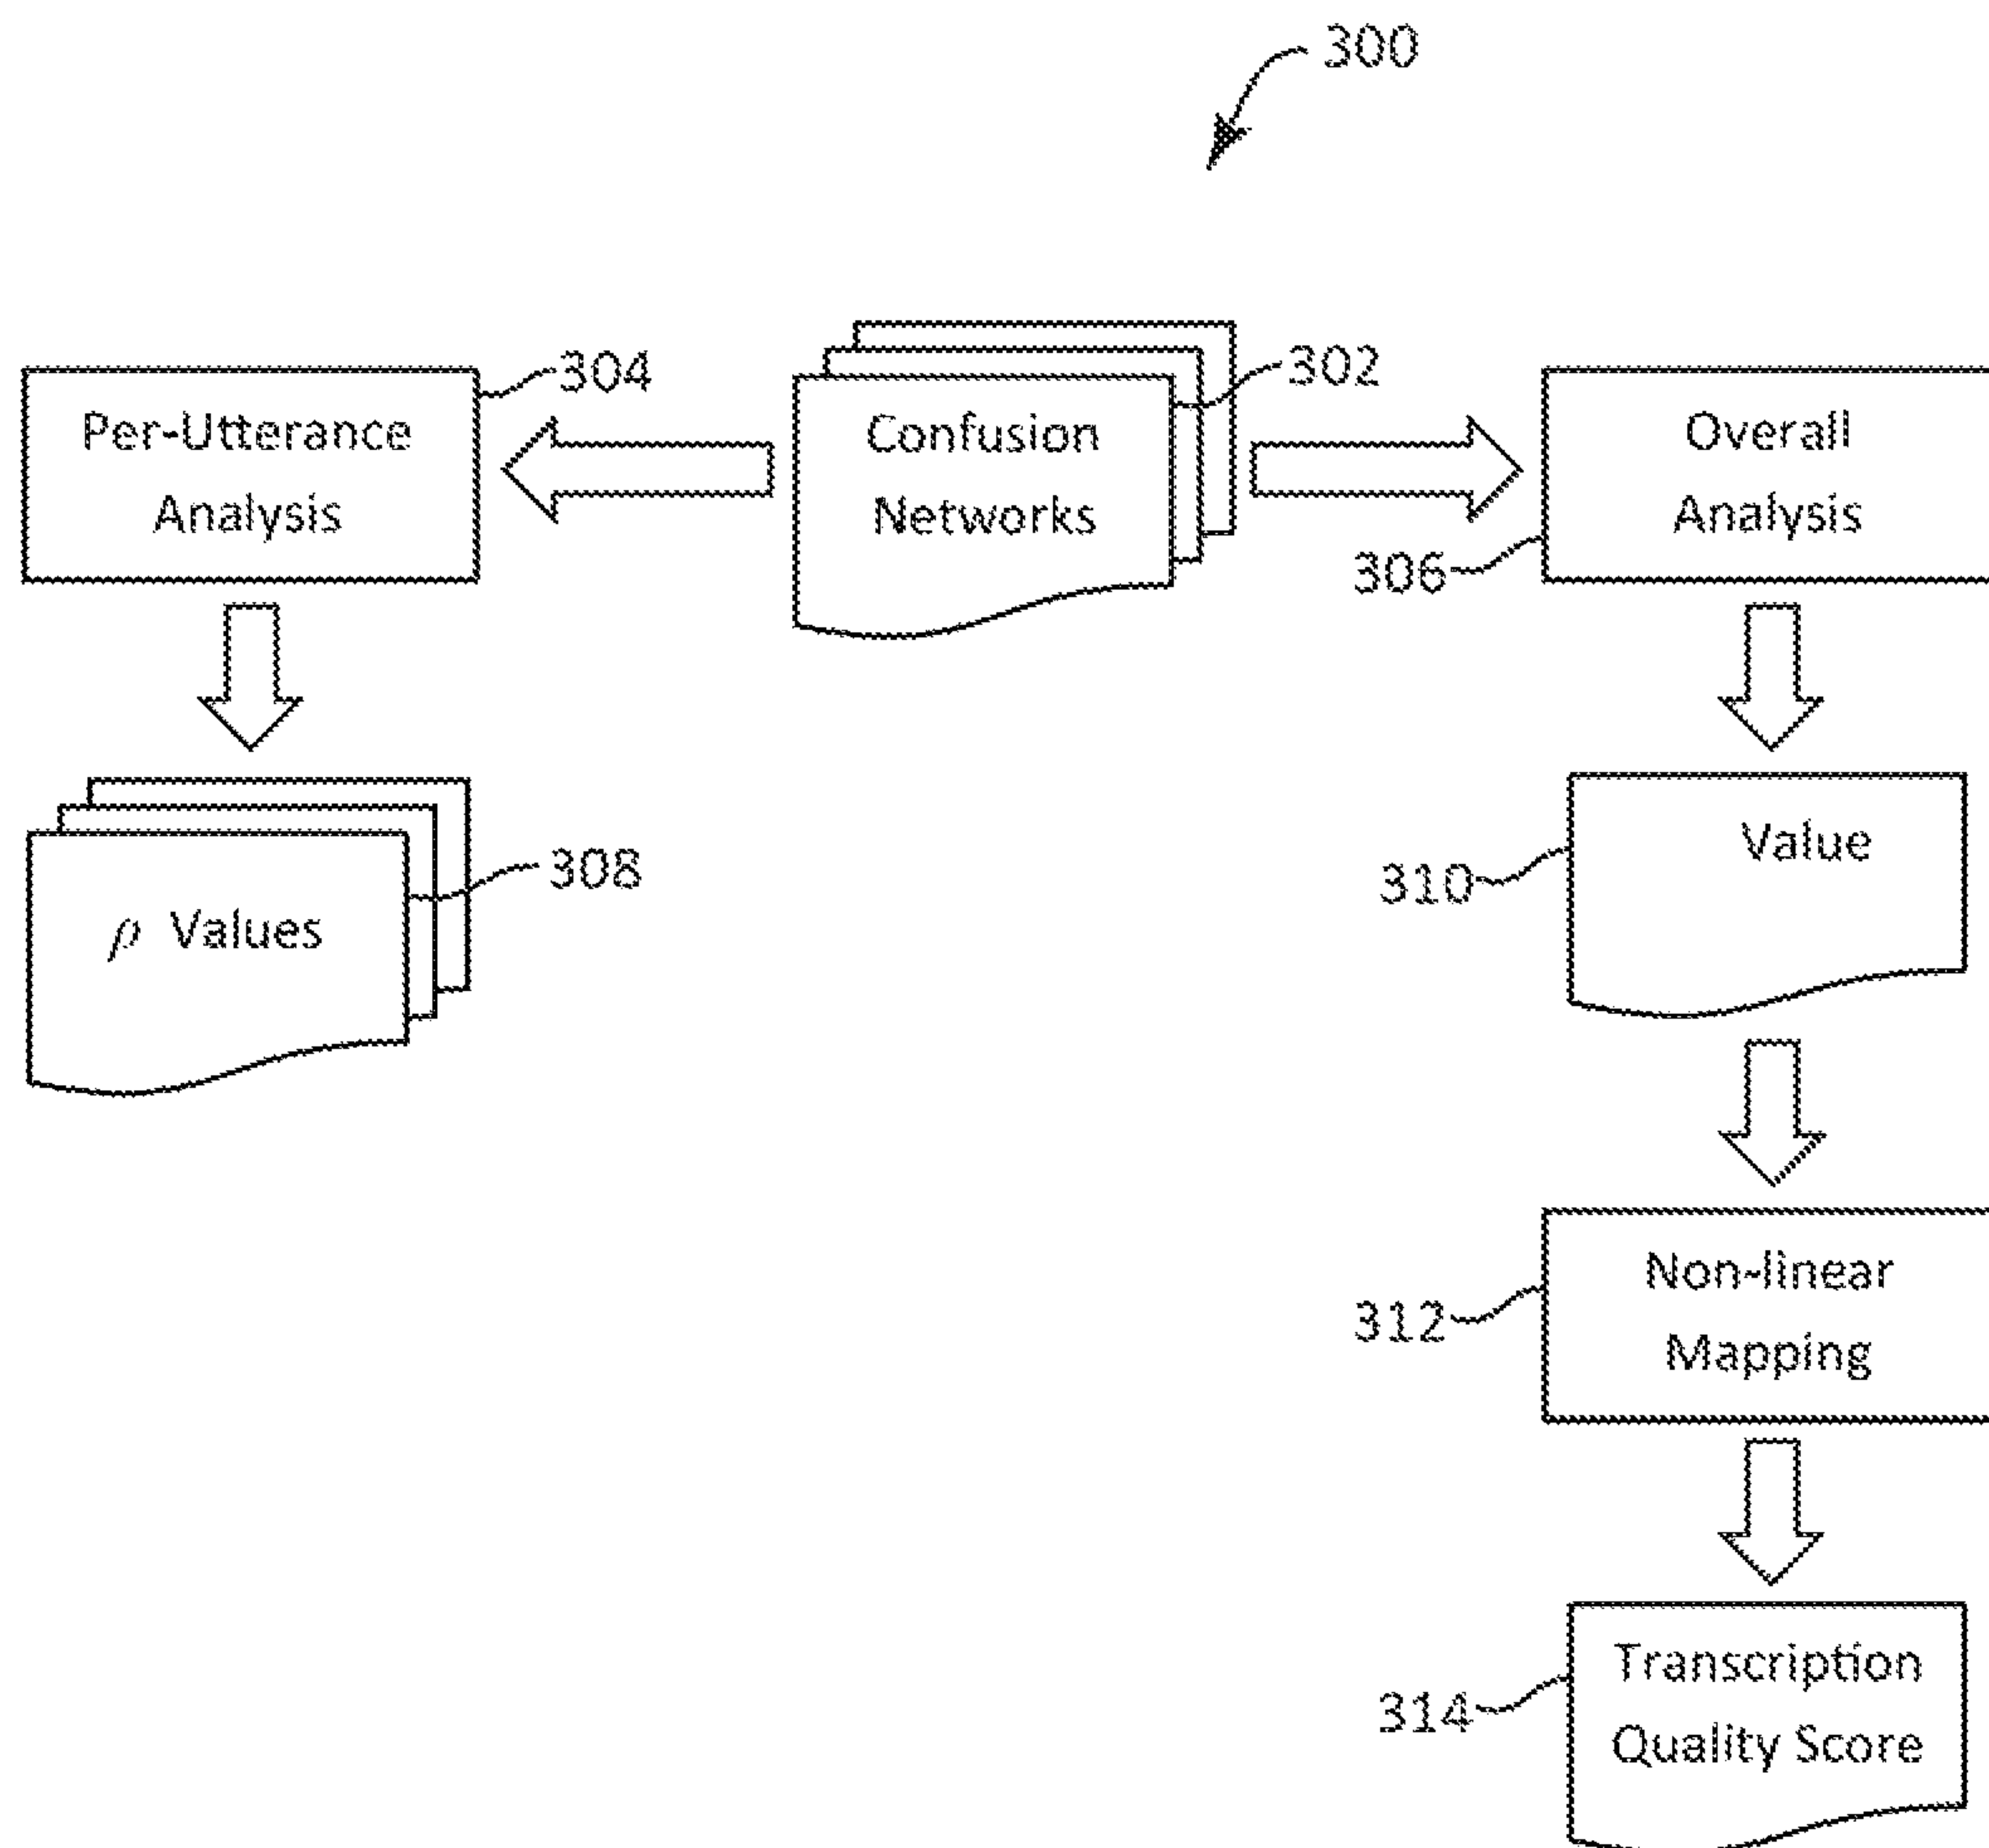 300
304
Per-Utterance
Analysis
302
Confusion
Networks
Overall
Analysis
306
308
ρ Values
Value
310
Non-linear
Mapping
312
Transcription
Quality Score
314